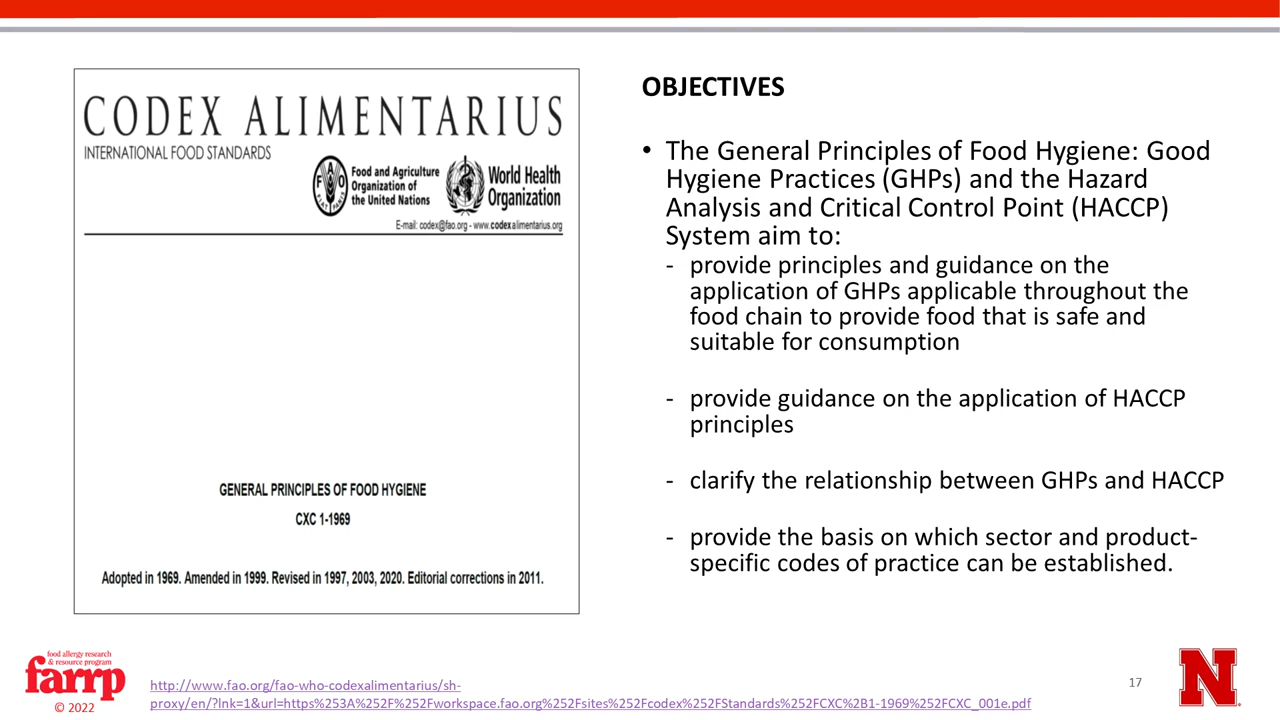 CODEX ALIMENTARIUS
INTERNATIONAL FOOD STANDARDS
FAO
FIAT PANIS
Food and Agriculture
Organization of
the United Nations
World Health
Organization
E-mail: codex@fao.org - www.codexalimentarius.org
GENERAL PRINCIPLES OF FOOD HYGIENE
CXC 1-1969
Adopted in 1969. Amended in 1999. Revised in 1997, 2003, 2020. Editorial corrections in 2011.
OBJECTIVES
• The General Principles of Food Hygiene: Good
Hygiene Practices (GHPs) and the Hazard
Analysis and Critical Control Point (HACCP)
System aim to:
- provide principles and guidance on the
application of GHPs applicable throughout the
food chain to provide food that is safe and
suitable for consumption
- provide guidance on the application of HACCP
principles
- clarify the relationship between GHPs and HACCP
- provide the basis on which sector and product-
specific codes of practice can be established.
food allergy research
& resource program
farrp
© 2022
http://www.fao.org/fao-who-codexalimentarius/sh-
proxy/en/?lnk=1&url=https%253A%252F%252Fworkspace.fao.org%252Fsites%252Fcodex%252FStandards%252FCXC%2B1-1969%252FCXC_001e.pdf
17
N